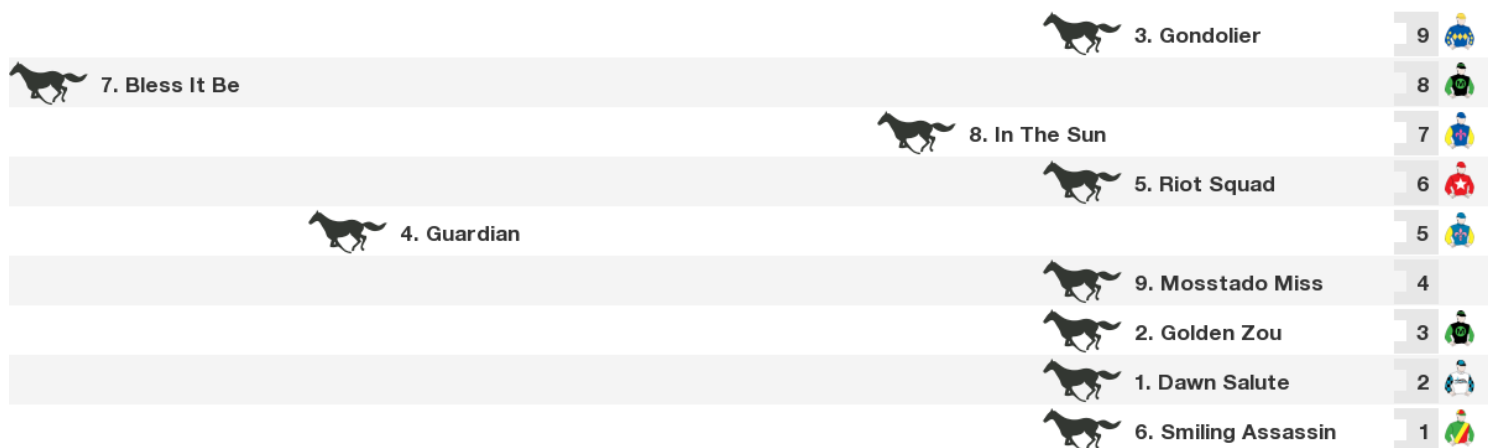 3. Gondolier 9
7. Bless It Be 8
8. In The Sun 7
5. Riot Squad 6
4. Guardian 5
9. Mosstado Miss 4
2. Golden Zou 3
1. Dawn Salute 2
6. Smiling Assassin 1